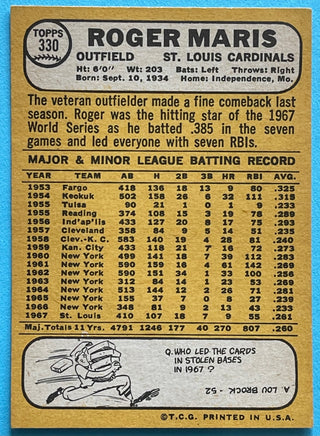 TOPPS
330
ROGER MARIS
OUTFIELD ST. LOUIS CARDINALS
Ht: 6'0" Wt: 203 Bats: Left Throws: Right
Born: Sept. 10, 1934 Home: Independence, Mo.
The veteran outfielder made a fine comeback last
season. Roger was the hitting star of the 1967
World Series as he batted .385 in the seven
games and led everyone with seven RBIs.
MAJOR & MINOR LEAGUE BATTING RECORD
YEAR TEAM AB H 2B 3B HR RBI AVG.
1953 Fargo 418 136 18 13 9 80 .325
1954 Keokuk 502 158 26 6 32 111 .315
1955 Tulsa 90 21 1 0 1 9 .233
1955 Reading 374 108 15 3 19 78 .289
1956 Ind'ap'lis 433 127 20 8 17 75 .293
1957 Cleveland 358 84 9 5 14 51 .235
1958 Clev.-K.C. 583 140 19 4 28 81 .240
1959 Kan. City 433 118 21 7 16 72 .273
1960 New York 499 141 18 7 39 112 .283
1961 New York 590 159 16 4 61 142 .269
1962 New York 590 151 34 1 33 100 .256
1963 New York 312 84 14 1 23 53 .269
1964 New York 513 144 12 2 26 71 .281
1965 New York 155 37 7 0 8 27 .239
1966 New York 348 81 9 2 13 43 .233
1967 St. Louis 410 107 18 7 9 55 .261
Maj. Totals 11 Yrs. 4791 1246 177 40 270 807 .260
Q. WHO LED THE CARDS
IN STOLEN BASES
IN 1967?
A. LOU BROCK - 52
© T.C.G. PRINTED IN U.S.A.